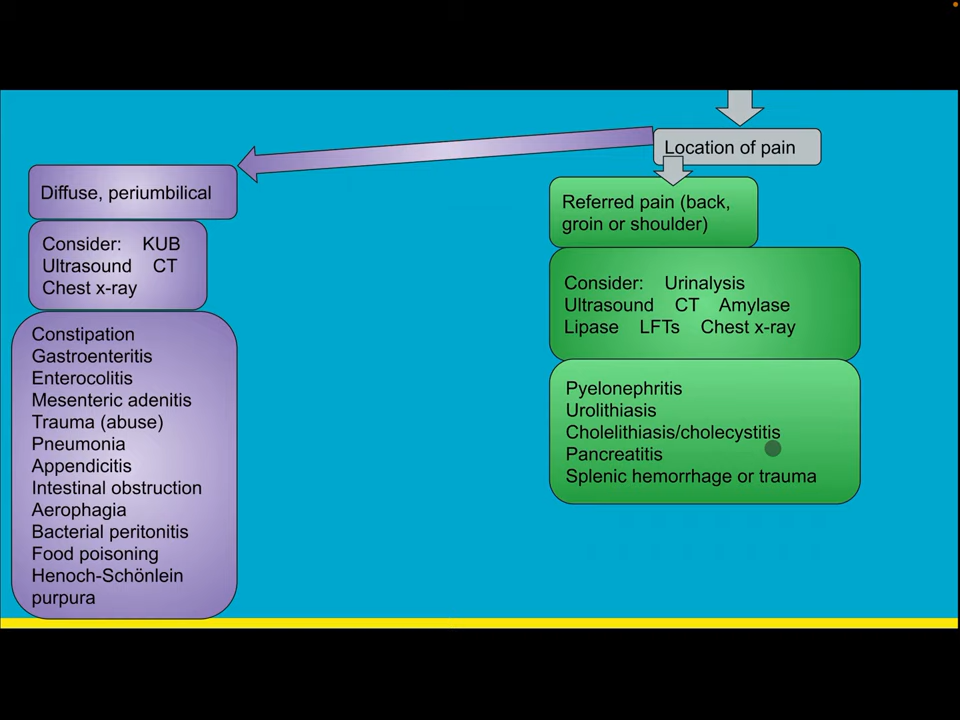 Location of pain
Diffuse, periumbilical
Consider: KUB
Ultrasound CT
Chest x-ray
Constipation
Gastroenteritis
Enterocolitis
Mesenteric adenitis
Trauma (abuse)
Pneumonia
Appendicitis
Intestinal obstruction
Aerophagia
Bacterial peritonitis
Food poisoning
Henoch-Schönlein
purpura
Referred pain (back,
groin or shoulder)
Consider: Urinalysis
Ultrasound CT Amylase
Lipase LFTs Chest x-ray
Pyelonephritis
Urolithiasis
Cholelithiasis/cholecystitis
Pancreatitis
Splenic hemorrhage or trauma